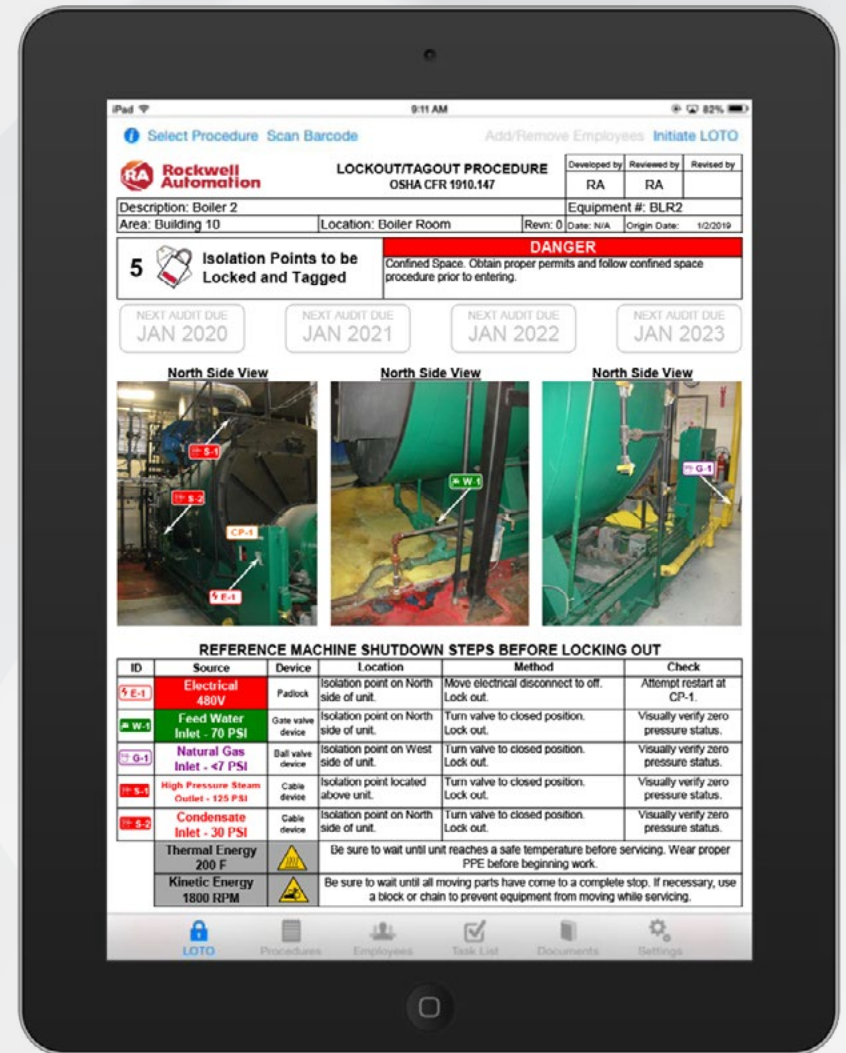 iPad 9:11 AM 82%
Select Procedure Scan Barcode Add/Remove Employees Initiate LOTO
RA Rockwell Automation
LOCKOUT/TAGOUT PROCEDURE
OSHA CFR 1910.147
Developed by Reviewed by Revised by
RA RA
Description: Boiler 2 Equipment #: BLR2
Area: Building 10 Location: Boiler Room Revn: 0 Date: N/A Origin Date: 1/2/2019
5 Isolation Points to be
Locked and Tagged
DANGER
Confined Space. Obtain proper permits and follow confined space
procedure prior to entering.
NEXT AUDIT DUE NEXT AUDIT DUE NEXT AUDIT DUE NEXT AUDIT DUE
JAN 2020 JAN 2021 JAN 2022 JAN 2023
North Side View North Side View North Side View
S-1
S-2
CP-1
E-1
W-1
G-1
REFERENCE MACHINE SHUTDOWN STEPS BEFORE LOCKING OUT
ID Source Device Location Method Check
E-1 Electrical 480V Padlock Isolation point on North side of unit. Move electrical disconnect to off. Lock out. Attempt restart at CP-1.
W-1 Feed Water Inlet - 70 PSI Gate valve device Isolation point on North side of unit. Turn valve to closed position. Lock out. Visually verify zero pressure status.
G-1 Natural Gas Inlet - <7 PSI Ball valve device Isolation point on West side of unit. Turn valve to closed position. Lock out. Visually verify zero pressure status.
S-1 High Pressure Steam Outlet - 125 PSI Cable device Isolation point located above unit. Turn valve to closed position. Lock out. Visually verify zero pressure status.
S-2 Condensate Inlet - 30 PSI Cable device Isolation point on North side of unit. Turn valve to closed position. Lock out. Visually verify zero pressure status.
Thermal Energy 200 F Be sure to wait until unit reaches a safe temperature before servicing. Wear proper PPE before beginning work.
Kinetic Energy 1800 RPM Be sure to wait until all moving parts have come to a complete stop. If necessary, use a block or chain to prevent equipment from moving while servicing.
LOTO Procedures Employees Task List Documents Settings